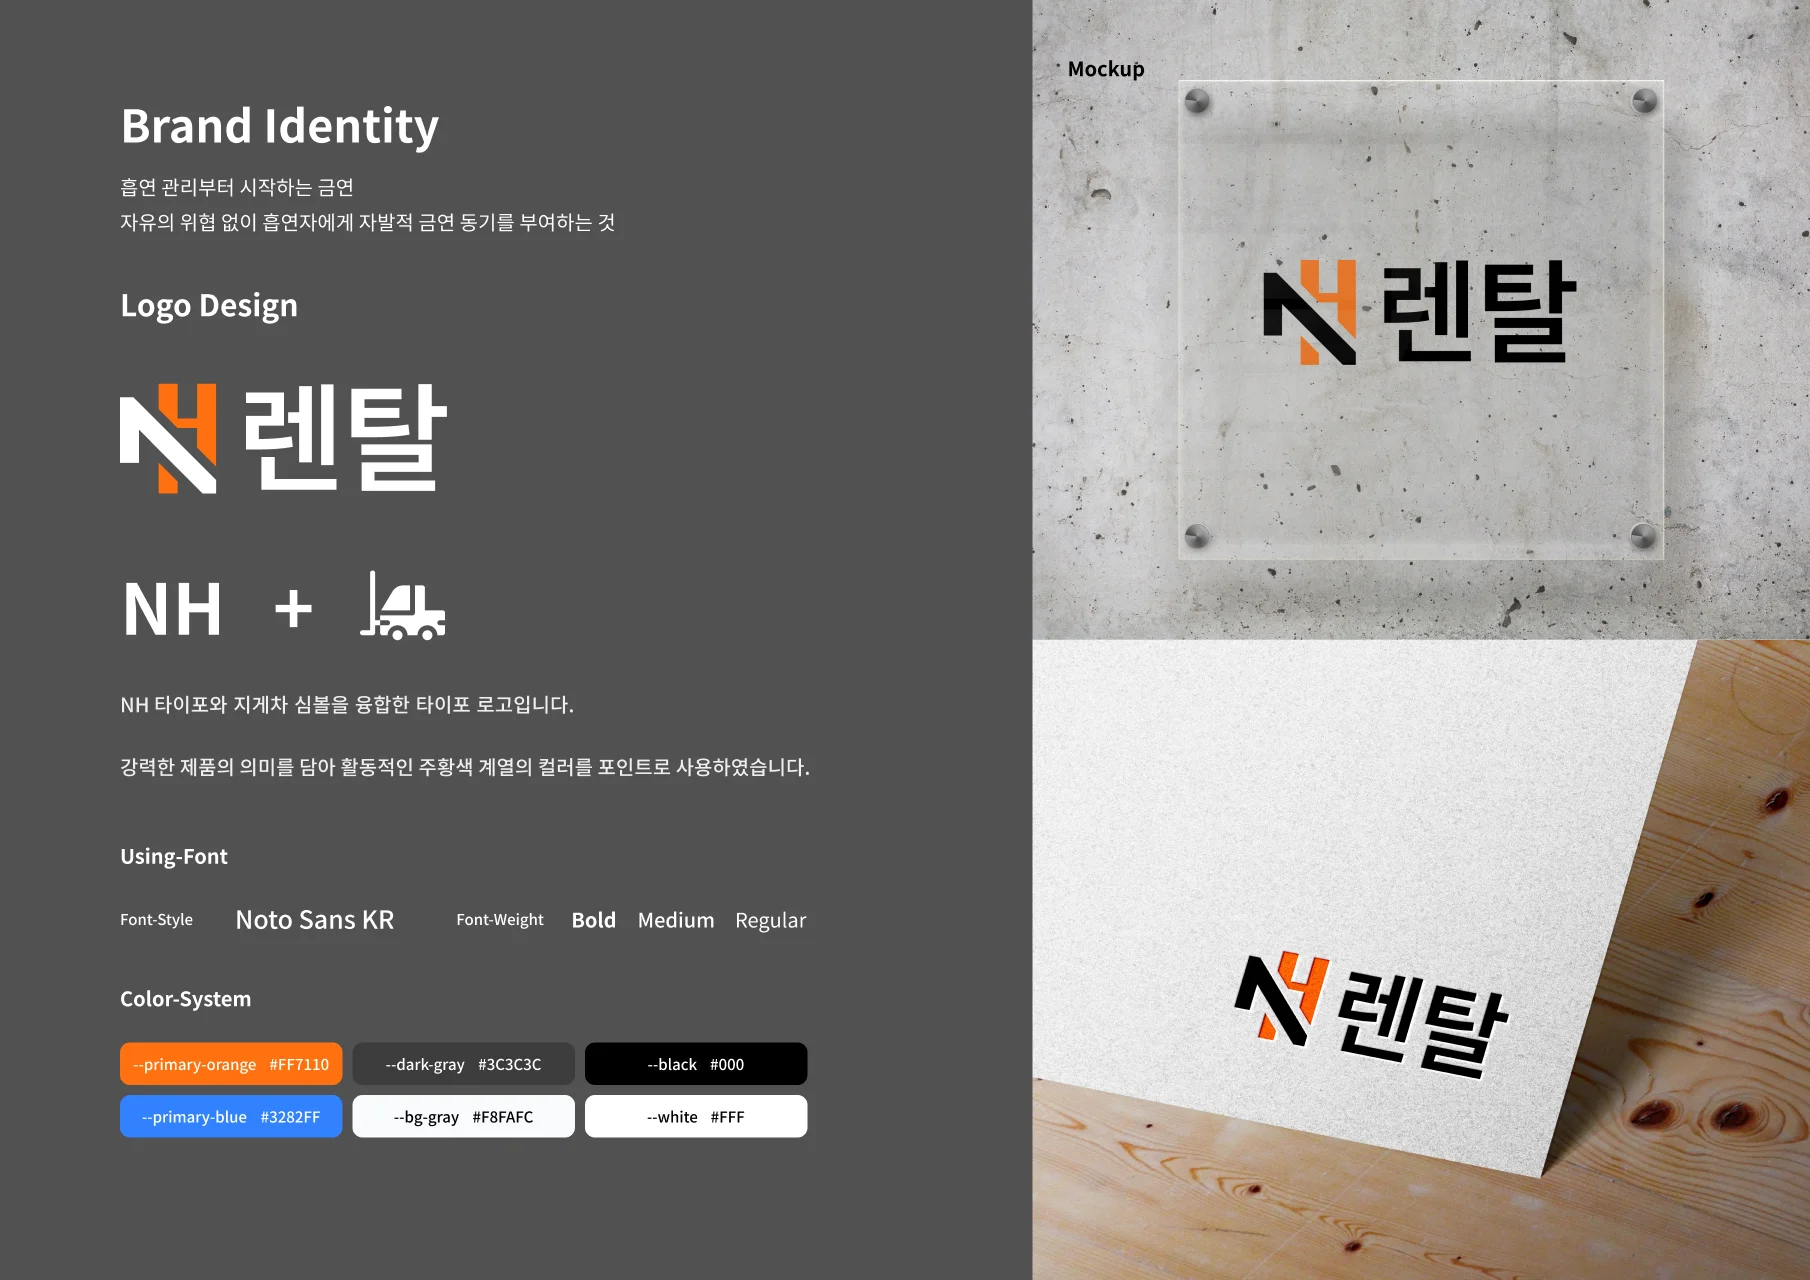 Brand Identity
흡연 관리부터 시작하는 금연
자유의 위협 없이 흡연자에게 자발적 금연 동기를 부여하는 것
Logo Design
NH 렌탈
NH +
NH 타이포와 지게차 심볼을 융합한 타이포 로고입니다.
강력한 제품의 의미를 담아 활동적인 주황색 계열의 컬러를 포인트로 사용하였습니다.
Using-Font
Font-Style Noto Sans KR Font-Weight Bold Medium Regular
Color-System
--primary-orange #FF7110 --dark-gray #3C3C3C --black #000
--primary-blue #3282FF --bg-gray #F8FAFC --white #FFF
Mockup
NH 렌탈
NH 렌탈